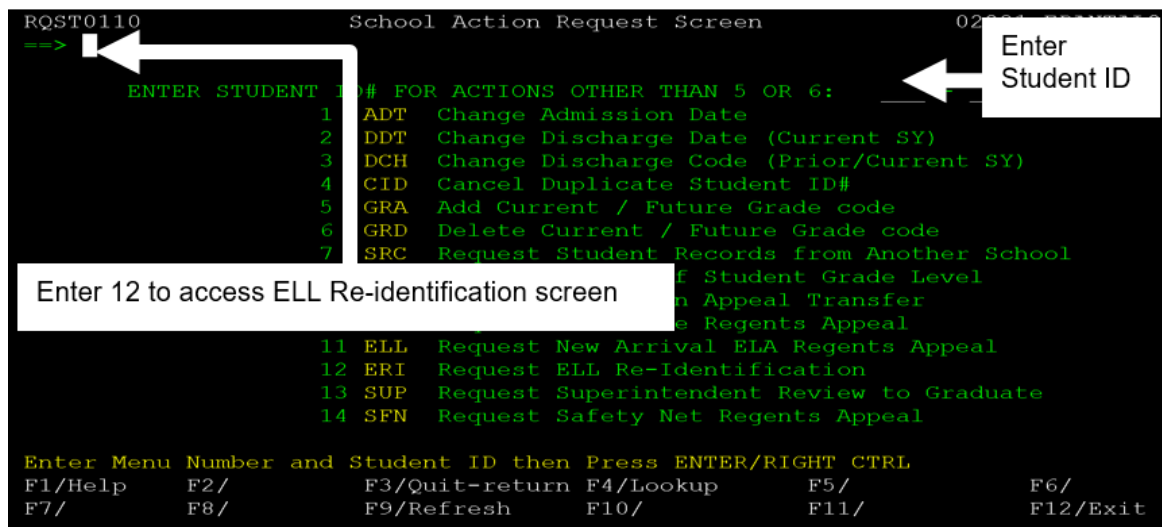 RQST0110 School Action Request Screen
==>
Enter
Student ID
ENTER STUDENT ID# FOR ACTIONS OTHER THAN 5 OR 6:
1 ADT Change Admission Date
2 DDT Change Discharge Date (Current SY)
3 DCH Change Discharge Code (Prior/Current SY)
4 CID Cancel Duplicate Student ID#
5 GRA Add Current / Future Grade code
6 GRD Delete Current / Future Grade code
7 SRC Request Student Records from Another School
Enter 12 to access ELL Re-identification screen
f Student Grade Level
n Appeal Transfer
e Regents Appeal
11 ELL Request New Arrival ELA Regents Appeal
12 ERI Request ELL Re-Identification
13 SUP Request Superintendent Review to Graduate
14 SFN Request Safety Net Regents Appeal
Enter Menu Number and Student ID then Press ENTER/RIGHT CTRL
F1/Help F2/ F3/Quit-return F4/Lookup F5/ F6/
F7/ F8/ F9/Refresh F10/ F11/ F12/Exit